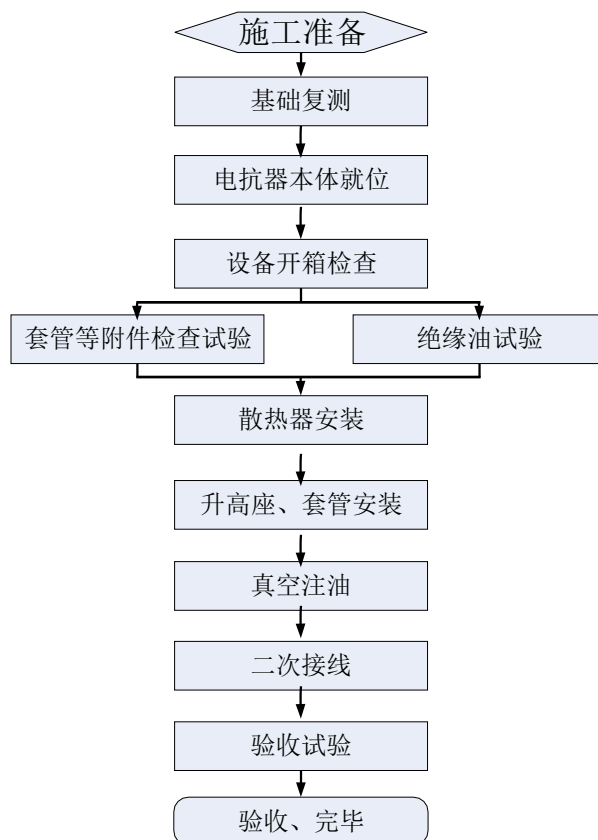 施工准备
基础复测
电抗器本体就位
设备开箱检查
套管等附件检查试验
绝缘油试验
散热器安装
升高座、套管安装
真空注油
二次接线
验收试验
验收、完毕